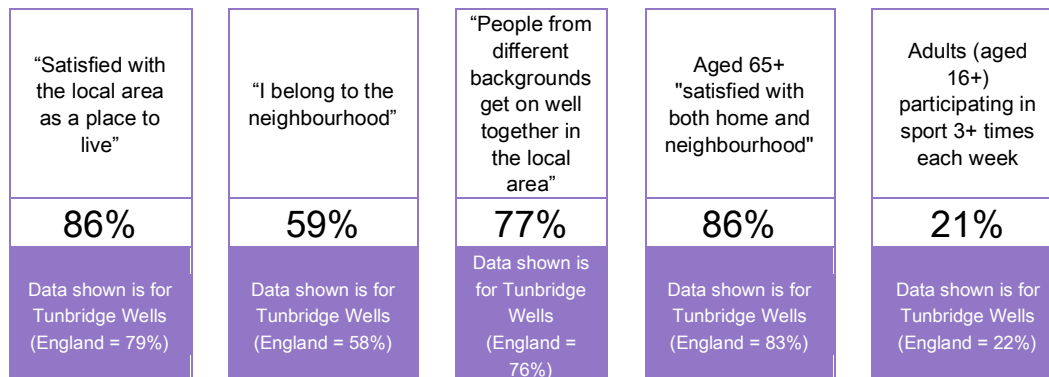 “Satisfied with
the local area
as a place to
live”
86%
Data shown is for
Tunbridge Wells
(England = 79%)
“I belong to the
neighbourhood”
59%
Data shown is for
Tunbridge Wells
(England = 58%)
“People from
different
backgrounds
get on well
together in
the local
area”
77%
Data shown is
for Tunbridge
Wells
(England =
76%)
Aged 65+
"satisfied with
both home and
neighbourhood"
86%
Data shown is for
Tunbridge Wells
(England = 83%)
Adults (aged
16+)
participating in
sport 3+ times
each week
21%
Data shown is for
Tunbridge Wells
(England = 22%)